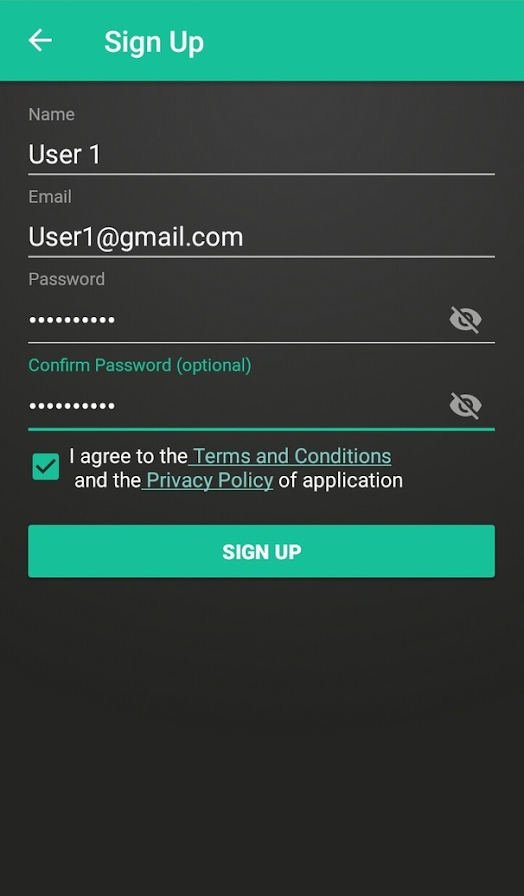 Sign Up
Name
User 1
Email
User1@gmail.com
Password
••••••••••
Confirm Password (optional)
••••••••••
I agree to the Terms and Conditions
and the Privacy Policy of application
SIGN UP